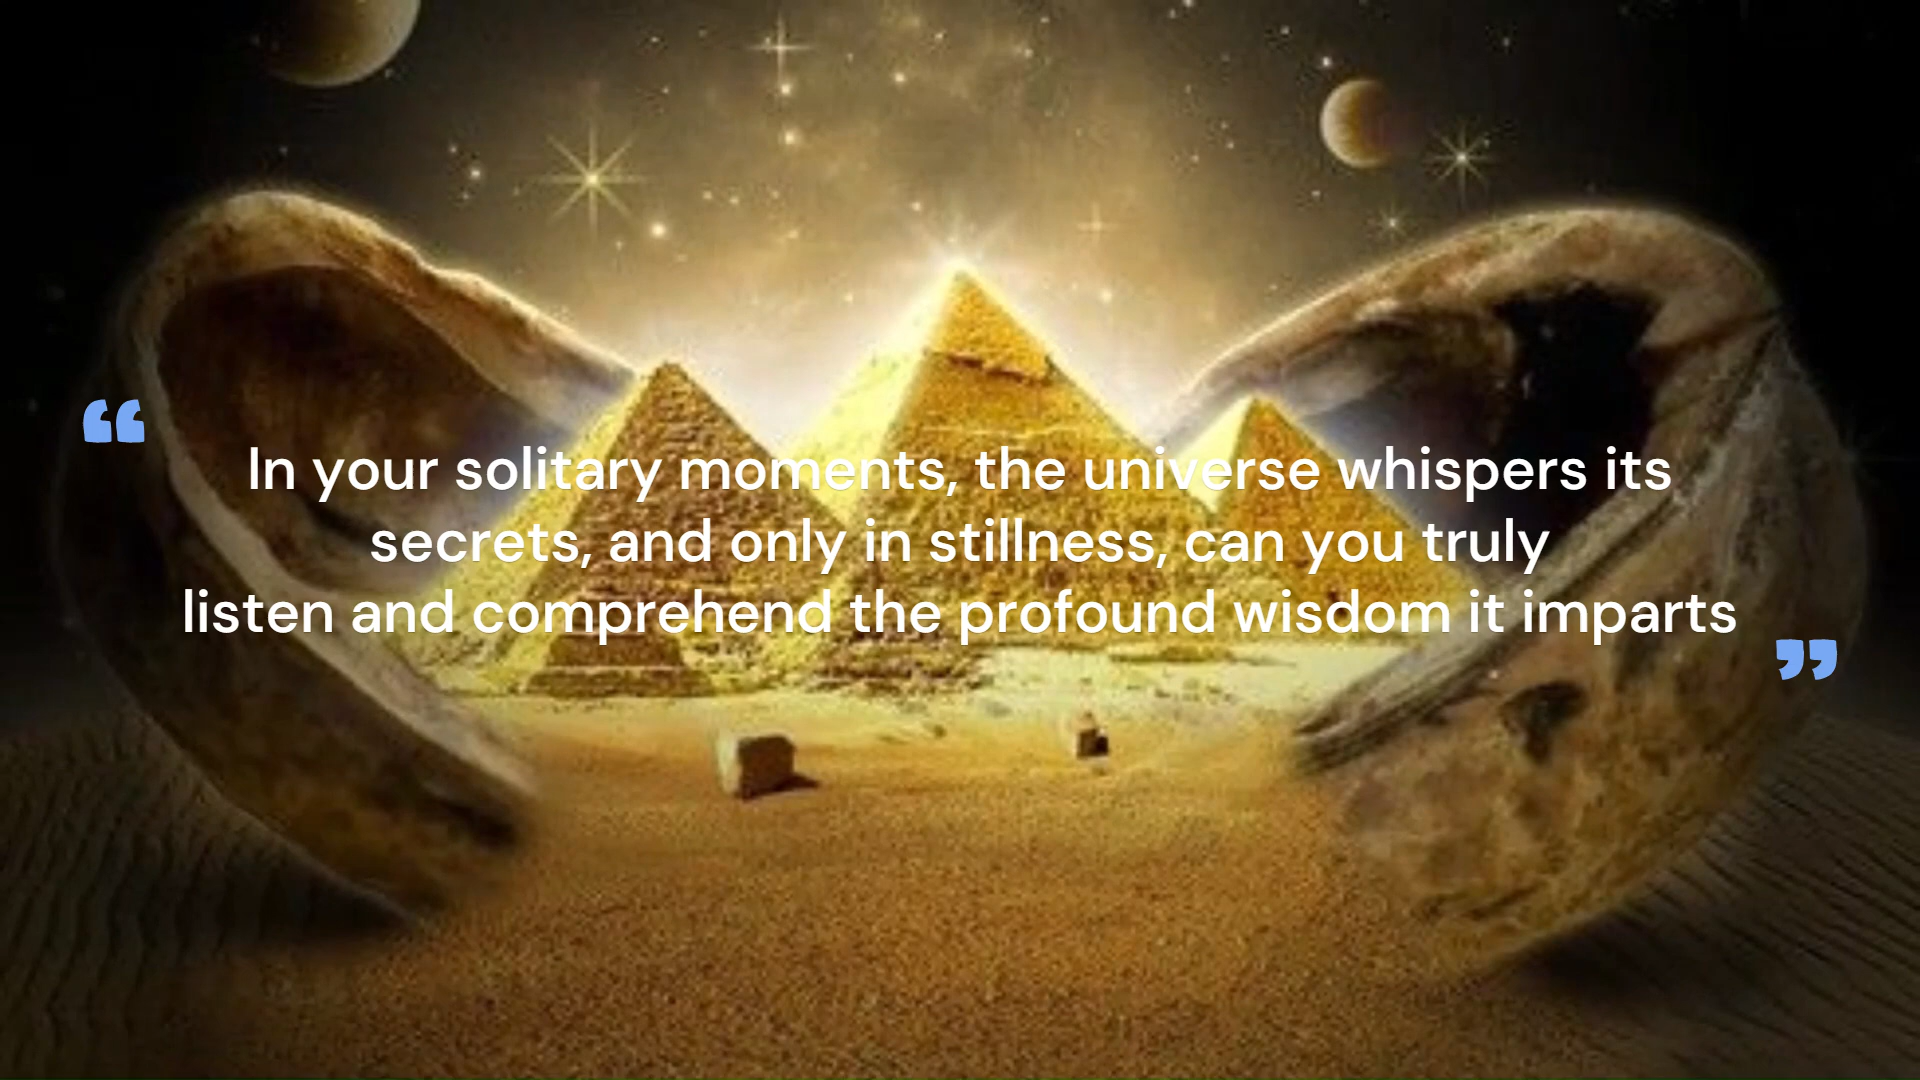 “
In your solitary moments, the universe whispers its
secrets, and only in stillness, can you truly
listen and comprehend the profound wisdom it imparts
”